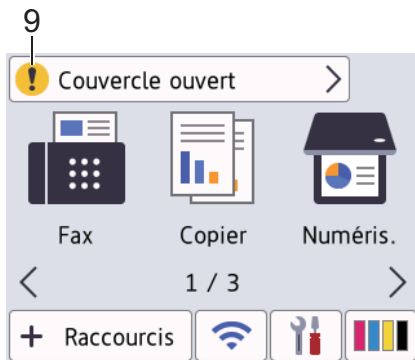 9
! Couvercle ouvert
Fax Copier Numéris.
1 / 3
+ Raccourcis